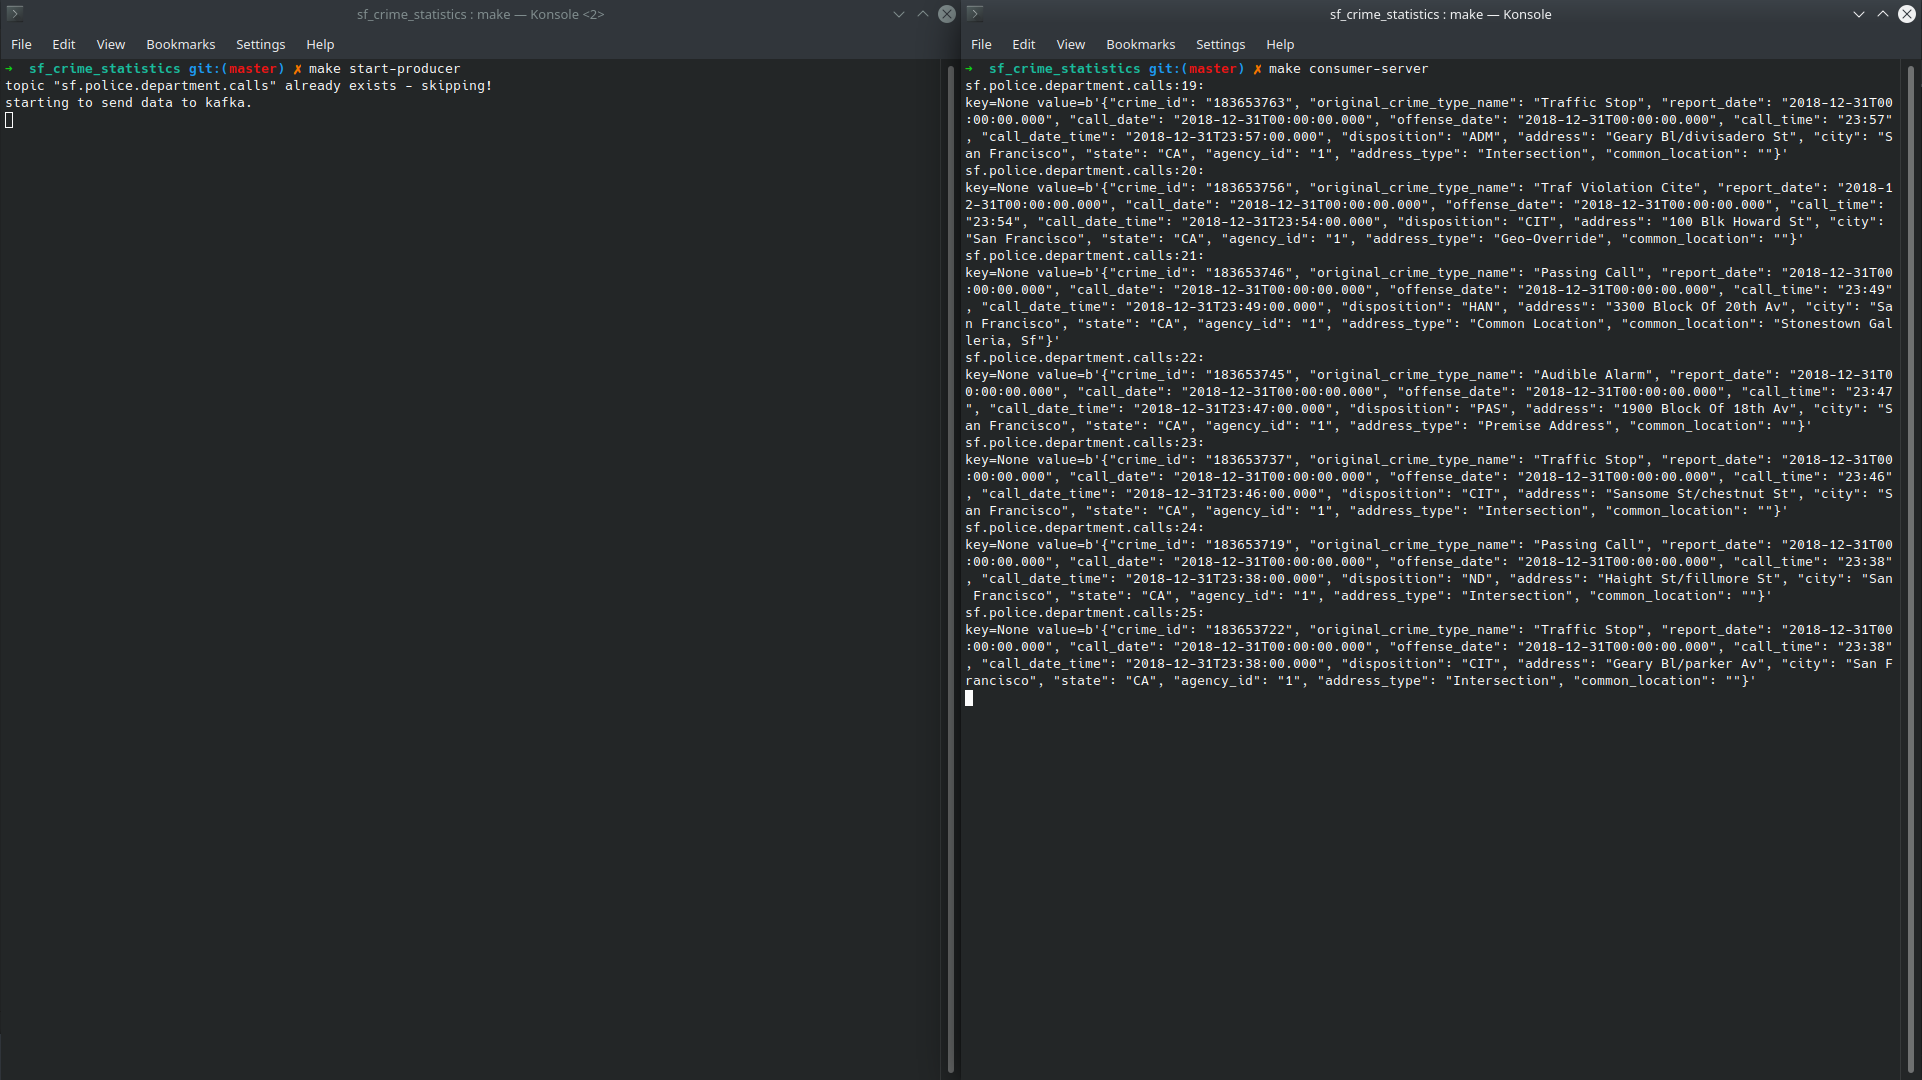 sf_crime_statistics : make — Konsole <2>
File Edit View Bookmarks Settings Help
➜  sf_crime_statistics git:(master) ✗ make start-producer
topic "sf.police.department.calls" already exists - skipping!
starting to send data to kafka.
sf_crime_statistics : make — Konsole
File Edit View Bookmarks Settings Help
➜  sf_crime_statistics git:(master) ✗ make consumer-server
sf.police.department.calls:19:
key=None value=b'{"crime_id": "183653763", "original_crime_type_name": "Traffic Stop", "report_date": "2018-12-31T00
:00:00.000", "call_date": "2018-12-31T00:00:00.000", "offense_date": "2018-12-31T00:00:00.000", "call_time": "23:57"
, "call_date_time": "2018-12-31T23:57:00.000", "disposition": "ADM", "address": "Geary Bl/divisadero St", "city": "S
an Francisco", "state": "CA", "agency_id": "1", "address_type": "Intersection", "common_location": ""}'
sf.police.department.calls:20:
key=None value=b'{"crime_id": "183653756", "original_crime_type_name": "Traf Violation Cite", "report_date": "2018-1
2-31T00:00:00.000", "call_date": "2018-12-31T00:00:00.000", "offense_date": "2018-12-31T00:00:00.000", "call_time":
"23:54", "call_date_time": "2018-12-31T23:54:00.000", "disposition": "CIT", "address": "100 Blk Howard St", "city":
"San Francisco", "state": "CA", "agency_id": "1", "address_type": "Geo-Override", "common_location": ""}'
sf.police.department.calls:21:
key=None value=b'{"crime_id": "183653746", "original_crime_type_name": "Passing Call", "report_date": "2018-12-31T00
:00:00.000", "call_date": "2018-12-31T00:00:00.000", "offense_date": "2018-12-31T00:00:00.000", "call_time": "23:49"
, "call_date_time": "2018-12-31T23:49:00.000", "disposition": "HAN", "address": "3300 Block Of 20th Av", "city": "Sa
n Francisco", "state": "CA", "agency_id": "1", "address_type": "Common Location", "common_location": "Stonestown Gal
leria, Sf"}'
sf.police.department.calls:22:
key=None value=b'{"crime_id": "183653745", "original_crime_type_name": "Audible Alarm", "report_date": "2018-12-31T0
0:00:00.000", "call_date": "2018-12-31T00:00:00.000", "offense_date": "2018-12-31T00:00:00.000", "call_time": "23:47
", "call_date_time": "2018-12-31T23:47:00.000", "disposition": "PAS", "address": "1900 Block Of 18th Av", "city": "S
an Francisco", "state": "CA", "agency_id": "1", "address_type": "Premise Address", "common_location": ""}'
sf.police.department.calls:23:
key=None value=b'{"crime_id": "183653737", "original_crime_type_name": "Traffic Stop", "report_date": "2018-12-31T00
:00:00.000", "call_date": "2018-12-31T00:00:00.000", "offense_date": "2018-12-31T00:00:00.000", "call_time": "23:46"
, "call_date_time": "2018-12-31T23:46:00.000", "disposition": "CIT", "address": "Sansome St/chestnut St", "city": "S
an Francisco", "state": "CA", "agency_id": "1", "address_type": "Intersection", "common_location": ""}'
sf.police.department.calls:24:
key=None value=b'{"crime_id": "183653719", "original_crime_type_name": "Passing Call", "report_date": "2018-12-31T00
:00:00.000", "call_date": "2018-12-31T00:00:00.000", "offense_date": "2018-12-31T00:00:00.000", "call_time": "23:38"
, "call_date_time": "2018-12-31T23:38:00.000", "disposition": "ND", "address": "Haight St/fillmore St", "city": "San
 Francisco", "state": "CA", "agency_id": "1", "address_type": "Intersection", "common_location": ""}'
sf.police.department.calls:25:
key=None value=b'{"crime_id": "183653722", "original_crime_type_name": "Traffic Stop", "report_date": "2018-12-31T00
:00:00.000", "call_date": "2018-12-31T00:00:00.000", "offense_date": "2018-12-31T00:00:00.000", "call_time": "23:38"
, "call_date_time": "2018-12-31T23:38:00.000", "disposition": "CIT", "address": "Geary Bl/parker Av", "city": "San F
rancisco", "state": "CA", "agency_id": "1", "address_type": "Intersection", "common_location": ""}'